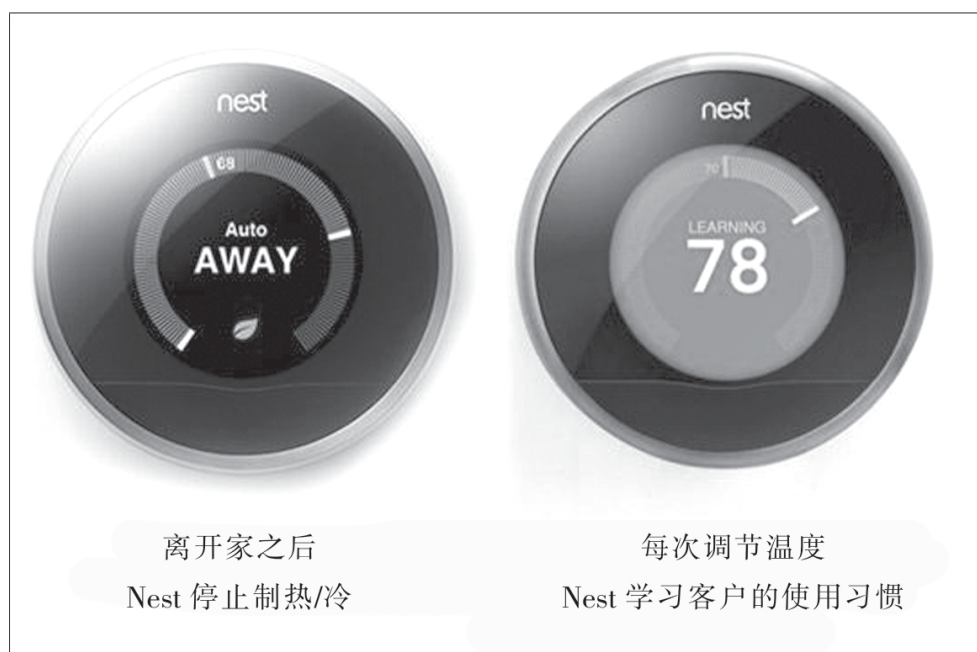 nest
68
Auto
AWAY
nest
70
LEARNING
78
离开家之后
Nest 停止制热/冷
每次调节温度
Nest 学习客户的使用习惯